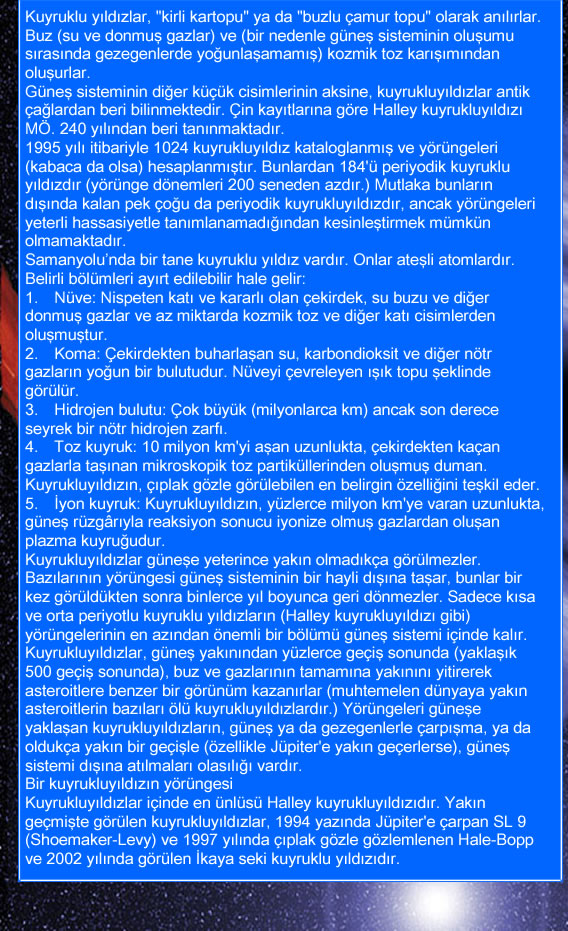 Kuyruklu yıldızlar, "kirli kartopu" ya da "buzlu çamur topu" olarak anılırlar.
Buz (su ve donmuş gazlar) ve (bir nedenle güneş sisteminin oluşumu
sırasında gezegenlerde yoğunlaşamamış) kozmik toz karışımından
oluşurlar.
Güneş sisteminin diğer küçük cisimlerinin aksine, kuyrukluyıldızlar antik
çağlardan beri bilinmektedir. Çin kayıtlarına göre Halley kuyrukluyıldızı
MÖ. 240 yılından beri tanınmaktadır.
1995 yılı itibariyle 1024 kuyrukluyıldız kataloglanmış ve yörüngeleri
(kabaca da olsa) hesaplanmıştır. Bunlardan 184'ü periyodik kuyruklu
yıldızdır (yörünge dönemleri 200 seneden azdır.) Mutlaka bunların
dışında kalan pek çoğu da periyodik kuyrukluyıldızdır, ancak yörüngeleri
yeterli hassasiyetle tanımlanamadığından kesinleştirmek mümkün
olmamaktadır.
Samanyolu'nda bir tane kuyruklu yıldız vardır. Onlar ateşli atomlardır.
Belirli bölümleri ayırt edilebilir hale gelir:
1. Nüve: Nispeten katı ve kararlı olan çekirdek, su buzu ve diğer
donmuş gazlar ve az miktarda kozmik toz ve diğer katı cisimlerden
oluşmuştur.
2. Koma: Çekirdekten buharlaşan su, karbondioksit ve diğer nötr
gazların yoğun bir bulutudur. Nüveyi çevreleyen ışık topu şeklinde
görülür.
3. Hidrojen bulutu: Çok büyük (milyonlarca km) ancak son derece
seyrek bir nötr hidrojen zarfı.
4. Toz kuyruk: 10 milyon km'yi aşan uzunlukta, çekirdekten kaçan
gazlarla taşınan mikroskopik toz partiküllerinden oluşmuş duman.
Kuyrukluyıldızın, çıplak gözle görülebilen en belirgin özelliğini teşkil eder.
5. İyon kuyruk: Kuyrukluyıldızın, yüzlerce milyon km'ye varan uzunlukta,
güneş rüzgârıyla reaksiyon sonucu iyonize olmuş gazlardan oluşan
plazma kuyruğudur.
Kuyrukluyıldızlar güneşe yeterince yakın olmadıkça görülmezler.
Bazılarının yörüngesi güneş sisteminin bir hayli dışına taşar, bunlar bir
kez görüldükten sonra binlerce yıl boyunca geri dönmezler. Sadece kısa
ve orta periyotlu kuyruklu yıldızların (Halley kuyrukluyıldızı gibi)
yörüngelerinin en azından önemli bir bölümü güneş sistemi içinde kalır.
Kuyrukluyıldızlar, güneş yakınından yüzlerce geçiş sonunda (yaklaşık
500 geçiş sonunda), buz ve gazlarının tamamına yakınını yitirerek
asteroitlere benzer bir görünüm kazanırlar (muhtemelen dünyaya yakın
asteroitlerin bazıları ölü kuyrukluyıldızlardır.) Yörüngeleri güneşe
yaklaşan kuyrukluyıldızların, güneş ya da gezegenlerle çarpışma, ya da
oldukça yakın bir geçişle (özellikle Jüpiter'e yakın geçerlerse), güneş
sistemi dışına atılmaları olasılığı vardır.
Bir kuyrukluyıldızın yörüngesi
Kuyrukluyıldızlar içinde en ünlüsü Halley kuyrukluyıldızıdır. Yakın
geçmişte görülen kuyrukluyıldızlar, 1994 yazında Jüpiter'e çarpan SL 9
(Shoemaker-Levy) ve 1997 yılında çıplak gözle gözlemlenen Hale-Bopp
ve 2002 yılında görülen İkaya seki kuyruklu yıldızıdır.